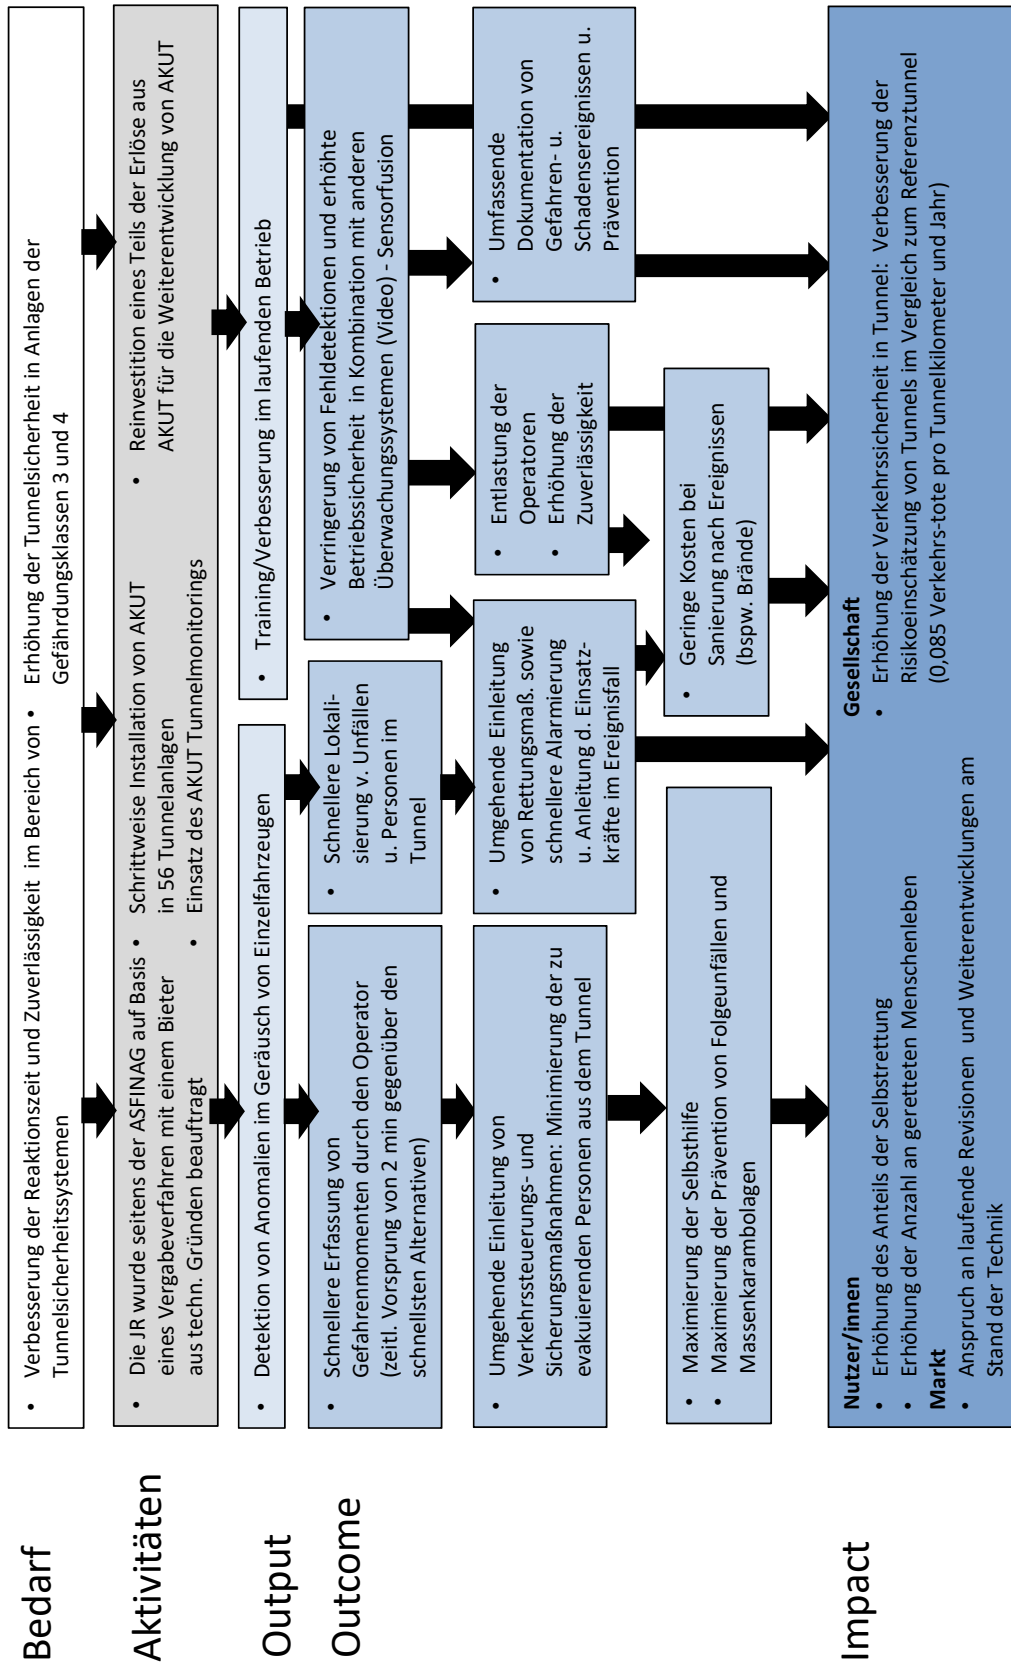 Bedarf
• Verbesserung der Reaktionszeit und Zuverlässigkeit im Bereich von
Tunnelsicherheitssystemen
• Erhöhung der Tunnelsicherheit in Anlagen der
Gefährdungsklassen 3 und 4
Aktivitäten
• Die JR wurde seitens der ASFINAG auf Basis
eines Vergabeverfahren mit einem Bieter
aus techn. Gründen beauftragt
• Schrittweise Installation von AKUT
in 56 Tunnelanlagen
• Einsatz des AKUT Tunnelmonitorings
• Reinvestition eines Teils der Erlöse aus
AKUT für die Weiterentwicklung von AKUT
Output
• Detektion von Anomalien im Geräusch von Einzelfahrzeugen
• Training/Verbesserung im laufenden Betrieb
Outcome
• Schnellere Erfassung von
Gefahrenmomenten durch den Operator
(zeitl. Vorsprung von 2 min gegenüber den
schnellsten Alternativen)
• Schnellere Lokali-
sierung v. Unfällen
u. Personen im
Tunnel
• Verringerung von Fehldetektionen und erhöhte
Betriebssicherheit in Kombination mit anderen
Überwachungssystemen (Video) - Sensorfusion
• Umgehende Einleitung von
Verkehrssteuerungs- und
Sicherungsmaßnahmen: Minimierung der zu
evakuierenden Personen aus dem Tunnel
• Umgehende Einleitung
von Rettungsmaß. sowie
schnellere Alarmierung
u. Anleitung d. Einsatz-
kräfte im Ereignisfall
• Entlastung der
Operatoren
• Erhöhung der
Zuverlässigkeit
• Umfassende
Dokumentation von
Gefahren- u.
Schadensereignissen u.
Prävention
• Maximierung der Selbsthilfe
• Maximierung der Prävention von Folgeunfällen und
Massenkarambolagen
• Geringe Kosten bei
Sanierung nach Ereignissen
(bspw. Brände)
Impact
Nutzer/innen
• Erhöhung des Anteils der Selbstrettung
• Erhöhung der Anzahl an geretteten Menschenleben
Markt
• Anspruch an laufende Revisionen und Weiterentwicklungen am
Stand der Technik
Gesellschaft
• Erhöhung der Verkehrssicherheit in Tunnel: Verbesserung der
Risikoeinschätzung von Tunnels im Vergleich zum Referenztunnel
(0,085 Verkehrs-tote pro Tunnelkilometer und Jahr)